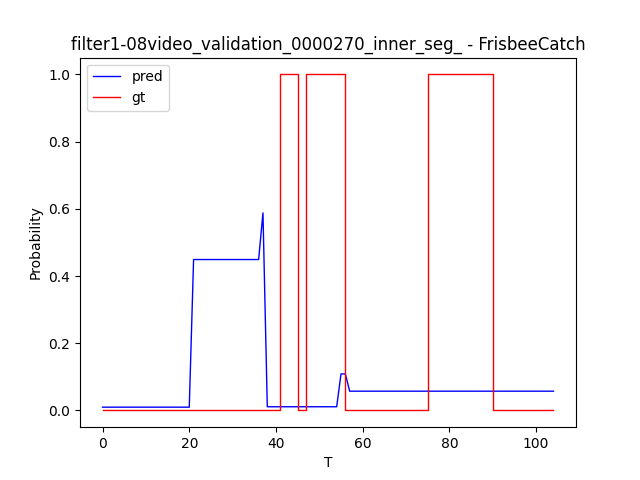 filter1-08video_validation_0000270_inner_seg_ - FrisbeeCatch
pred
gt
1.0
0.8
0.6
0.4
0.2
0.0
Probability
0 20 40 60 80 100
T